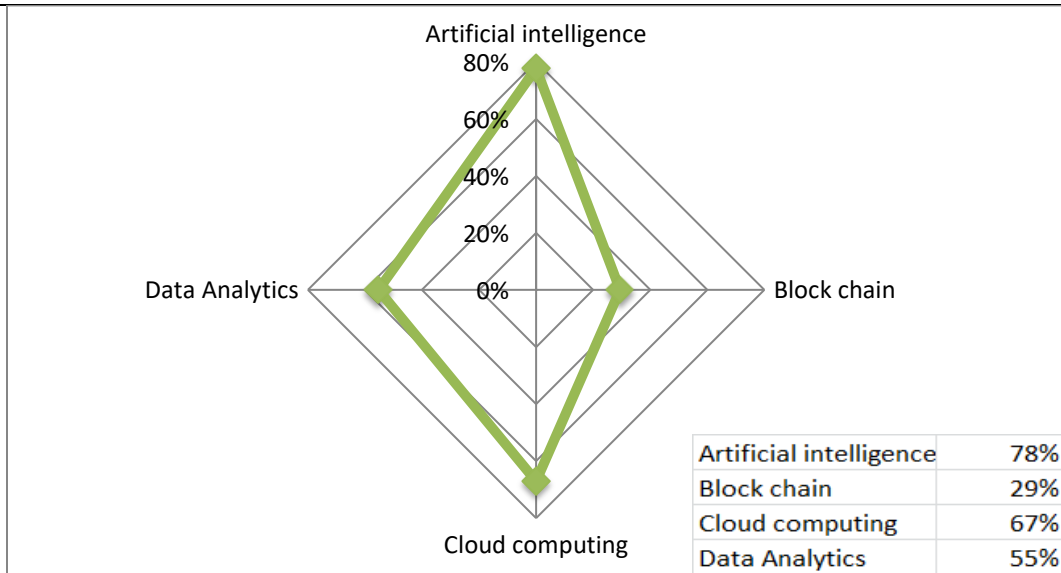 Artificial intelligence
80%
60%
40%
20%
0%
Data Analytics
Block chain
Cloud computing
Artificial intelligence 78%
Block chain 29%
Cloud computing 67%
Data Analytics 55%